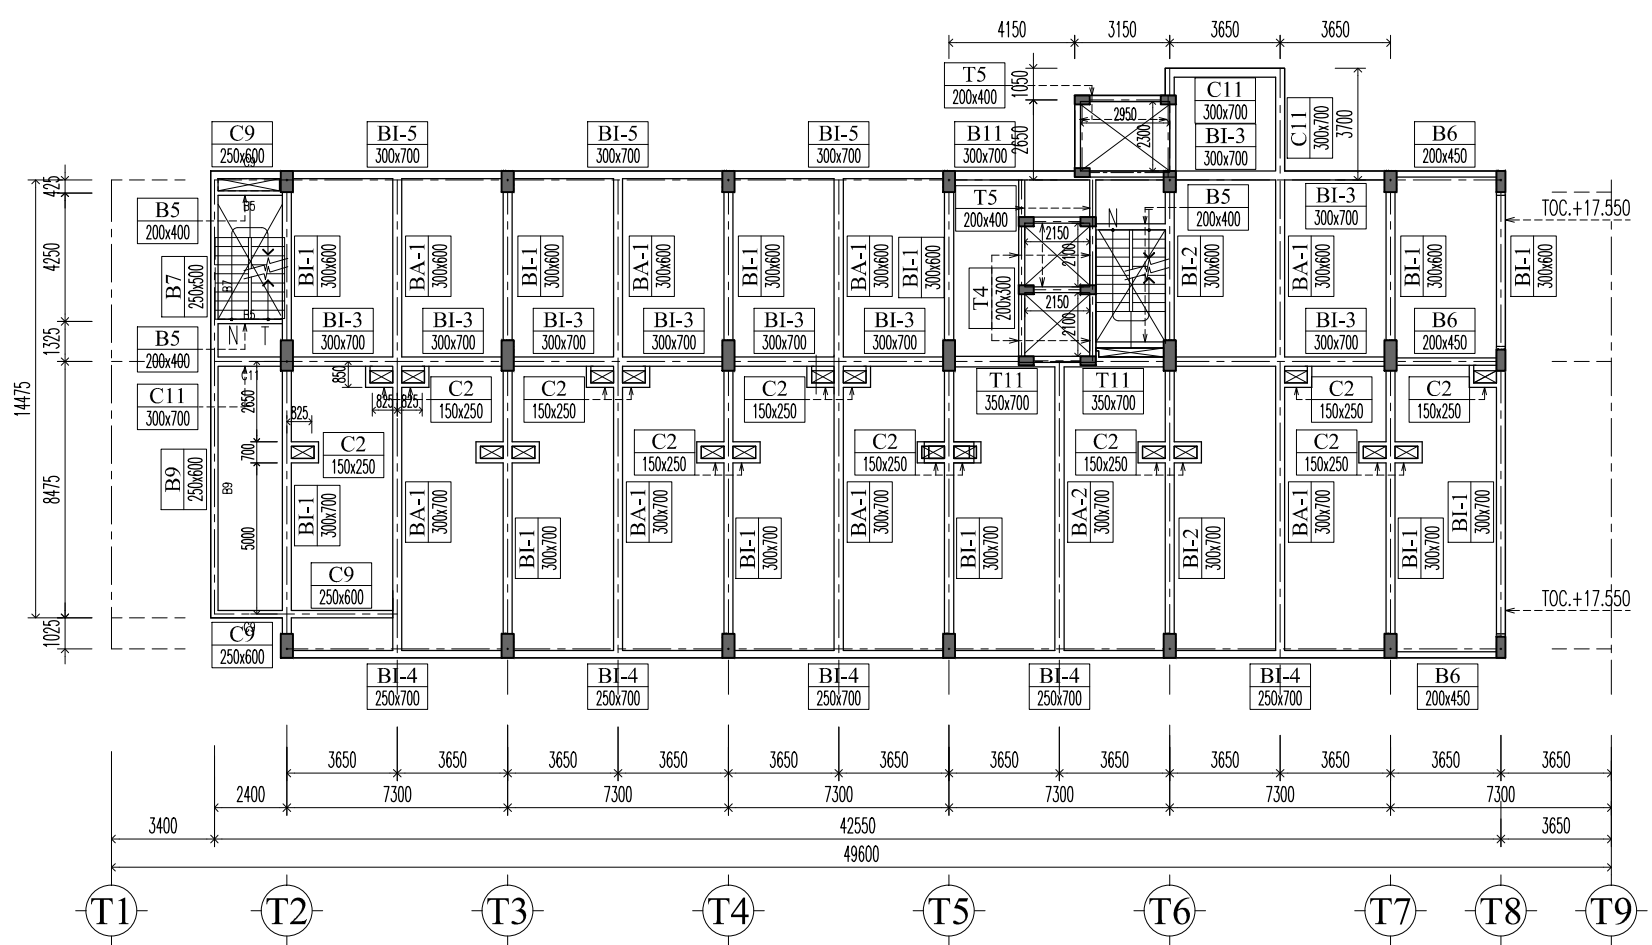 4150 3150 3650 3650
T5
200x400
1050
2650
2950
2300
C11
300x700
BI-3
300x700
C11
300x700
3700
C9
250x600
C9
BI-5
300x700
BI-5
300x700
BI-5
300x700
B11
300x700
B6
200x450
425
4250
1325
14475
8475
1025
B5
200x400
B5
B7
250x500
B7
B5
B5
200x400
N T
C11
300x700
C11
B9
250x600
B9
T5
200x400
N T
B5
200x400
BI-3
300x700
TOC.+17.550
BI-1
300x600
BA-1
300x600
BI-1
300x600
BA-1
300x600
BI-1
300x600
BA-1
300x600
BI-1
300x600
T4
200x300
2150
2100
2150
2100
BI-2
300x600
BA-1
300x600
BI-1
300x600
BI-1
300x600
BI-3
300x700
BI-3
300x700
BI-3
300x700
BI-3
300x700
BI-3
300x700
BI-3
300x700
BI-3
300x700
B6
200x450
850
825 825
2650
825
700
5000
C2
150x250
C2
150x250
C2
150x250
T11
350x700
T11
350x700
C2
150x250
C2
150x250
C2
150x250
C2
150x250
C2
150x250
C2
150x250
C2
150x250
BI-1
300x700
BA-1
300x700
BI-1
300x700
BA-1
300x700
BI-1
300x700
BA-1
300x700
BI-1
300x700
BA-2
300x700
BI-2
300x700
BA-1
300x700
BI-1
300x700
BI-1
300x700
C9
250x600
C9
C9
250x600
TOC.+17.550
BI-4
250x700
BI-4
250x700
BI-4
250x700
BI-4
250x700
BI-4
250x700
B6
200x450
3650 3650 3650 3650 3650 3650 3650 3650 3650 3650 3650 3650
2400 7300 7300 7300 7300 7300 7300
3400 42550 3650
49600
T1 T2 T3 T4 T5 T6 T7 T8 T9